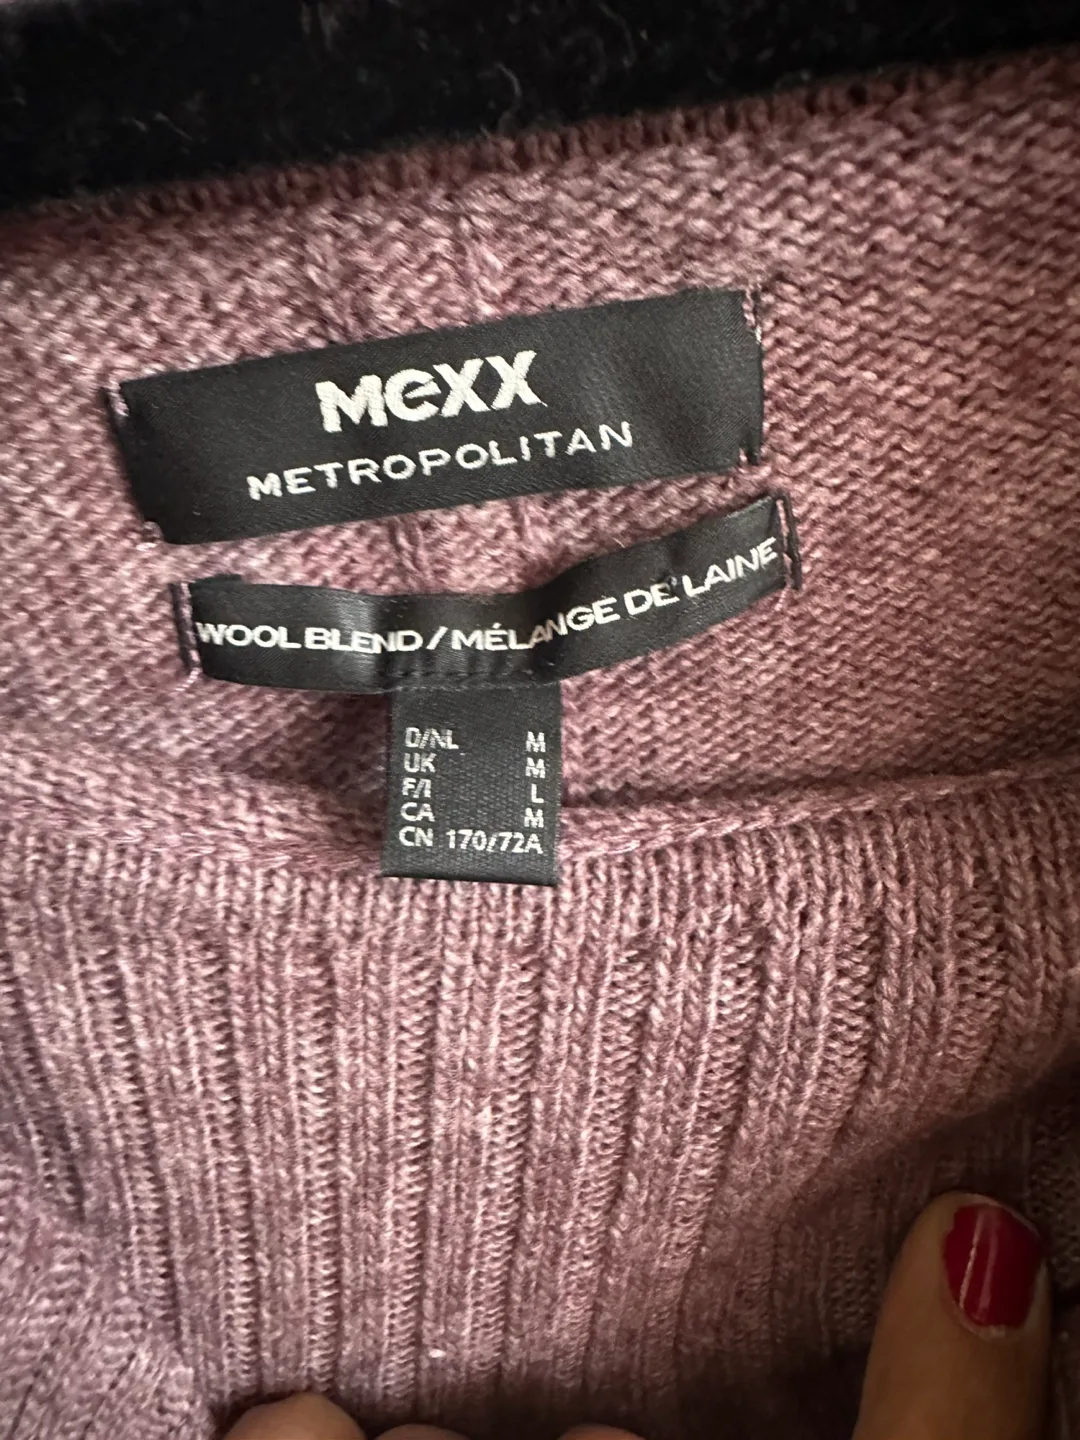 Mexx
METROPOLITAN
WOOL BLEND / MÉLANGE DE LAINE
D/NL M
UK M
F/I L
CA M
CN 170/72A